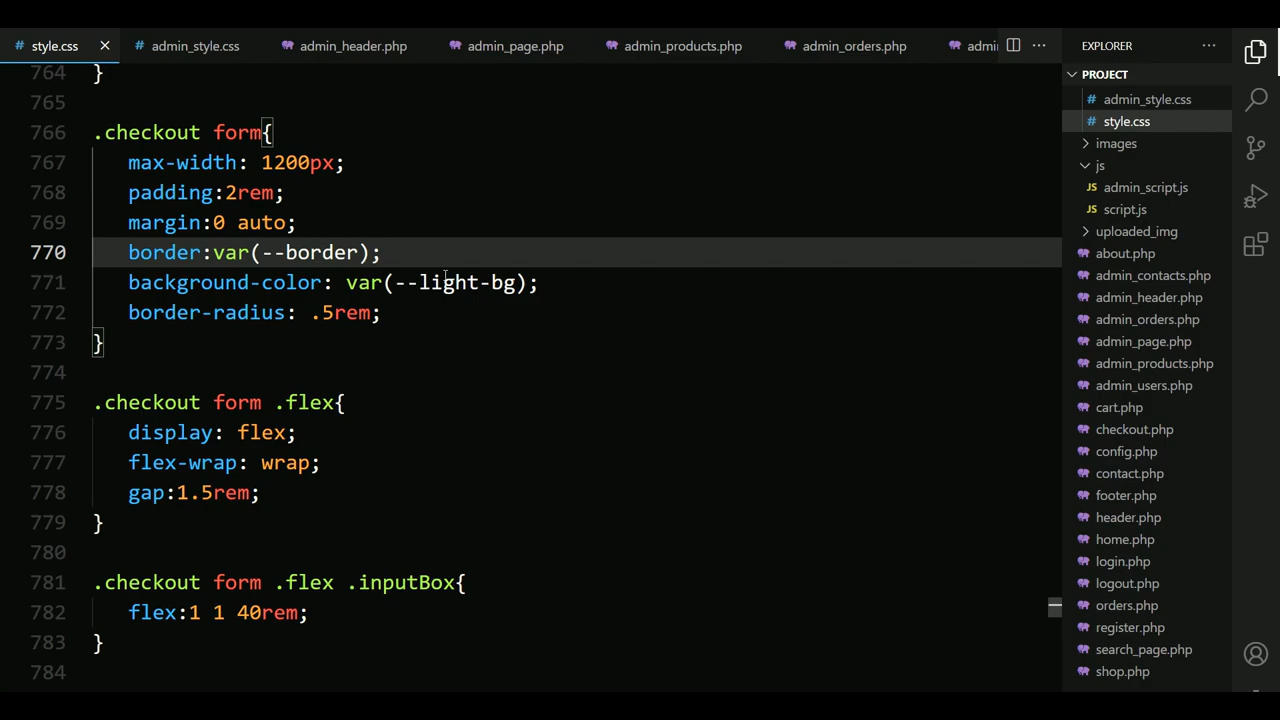 style.css
admin_style.css
admin_header.php
admin_page.php
admin_products.php
admin_orders.php
admi
EXPLORER
764 }
765
766 .checkout form{
767 max-width: 1200px;
768 padding:2rem;
769 margin:0 auto;
770 border:var(--border);
771 background-color: var(--light-bg);
772 border-radius: .5rem;
773 }
774
775 .checkout form .flex{
776 display: flex;
777 flex-wrap: wrap;
778 gap:1.5rem;
779 }
780
781 .checkout form .flex .inputBox{
782 flex:1 1 40rem;
783 }
784
PROJECT
# admin_style.css
# style.css
images
js
JS admin_script.js
JS script.js
uploaded_img
about.php
admin_contacts.php
admin_header.php
admin_orders.php
admin_page.php
admin_products.php
admin_users.php
cart.php
checkout.php
config.php
contact.php
footer.php
header.php
home.php
login.php
logout.php
orders.php
register.php
search_page.php
shop.php